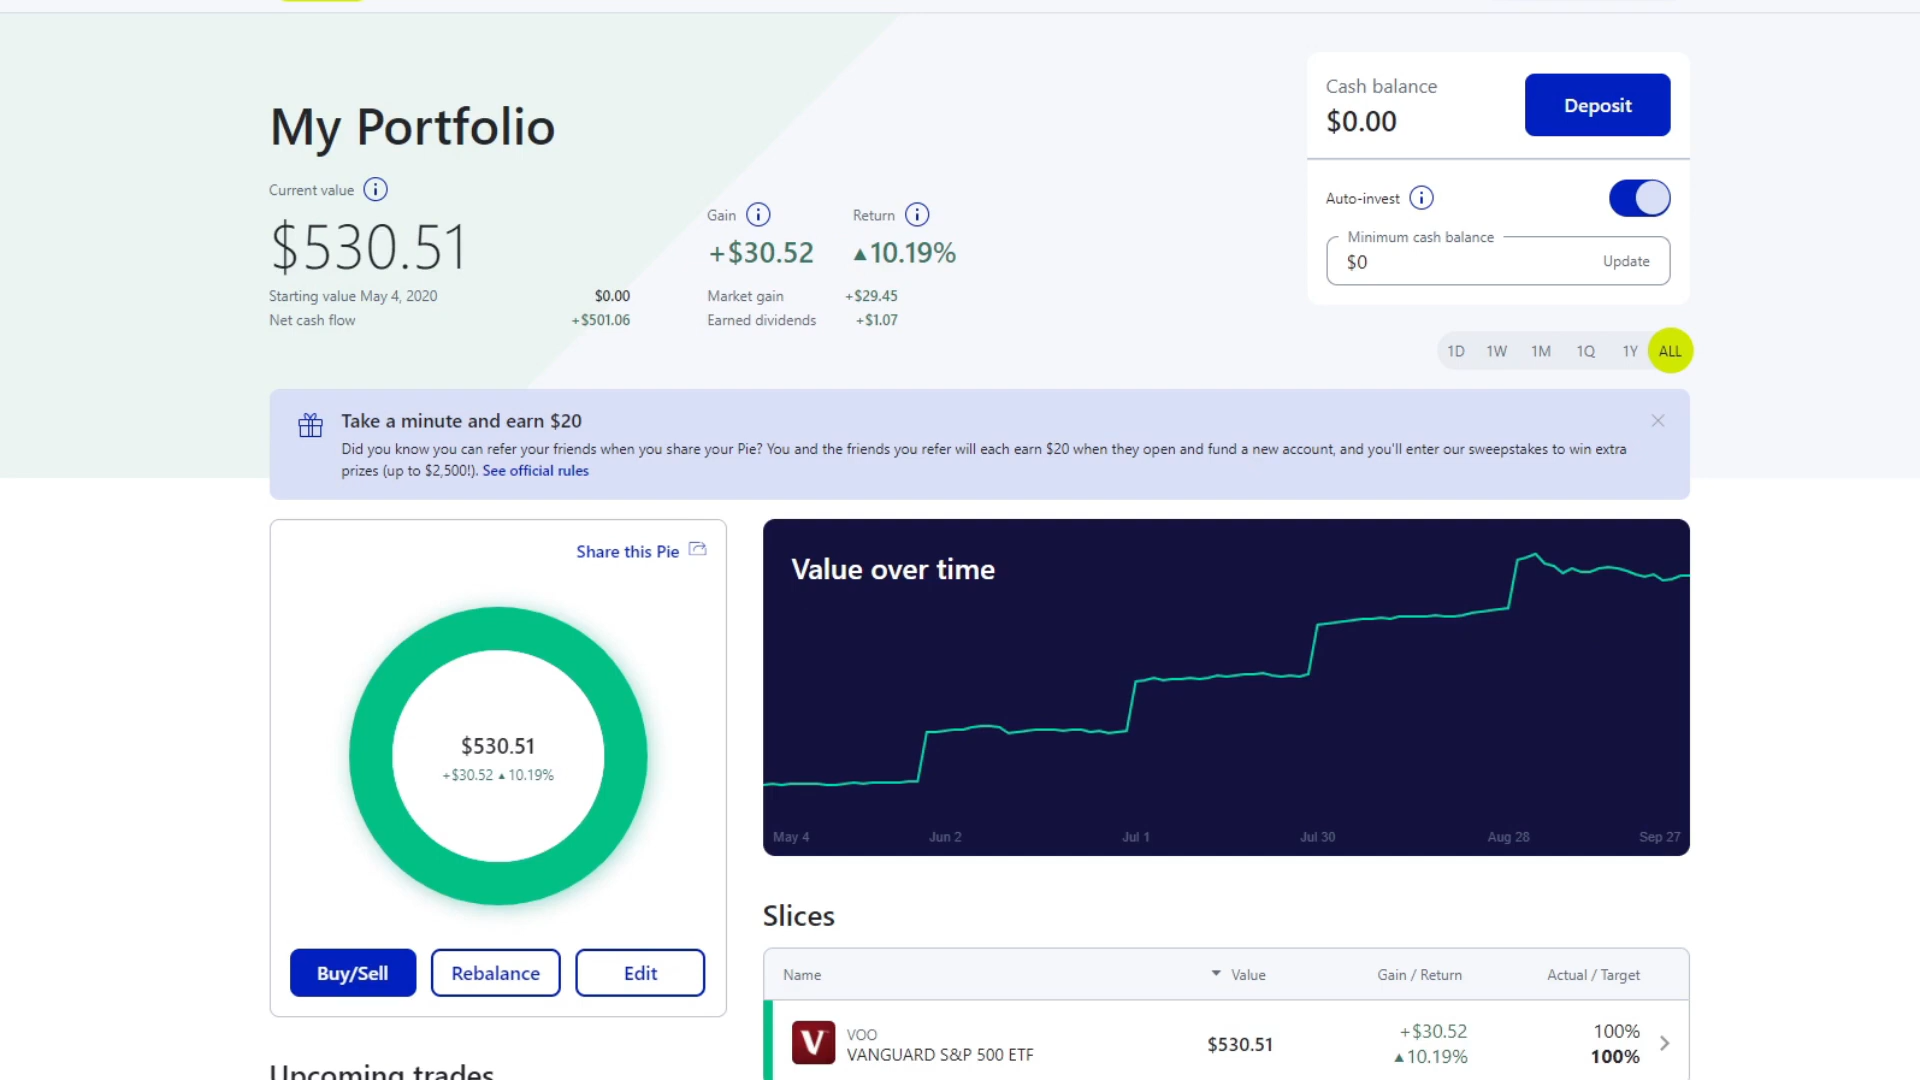 My Portfolio
Current value
$530.51
Starting value May 4, 2020 $0.00
Net cash flow +$501.06
Gain
+$30.52
Return
▲10.19%
Market gain +$29.45
Earned dividends +$1.07
Cash balance
$0.00
Deposit
Auto-invest
Minimum cash balance
$0 Update
1D 1W 1M 1Q 1Y ALL
Take a minute and earn $20
Did you know you can refer your friends when you share your Pie? You and the friends you refer will each earn $20 when they open and fund a new account, and you'll enter our sweepstakes to win extra
prizes (up to $2,500!). See official rules
Share this Pie
$530.51
+$30.52 ▲10.19%
Buy/Sell Rebalance Edit
Upcoming trades
Value over time
May 4 Jun 2 Jul 1 Jul 30 Aug 28 Sep 27
Slices
Name Value Gain / Return Actual / Target
V
VOO
VANGUARD S&P 500 ETF
$530.51
+$30.52
▲10.19%
100%
100%